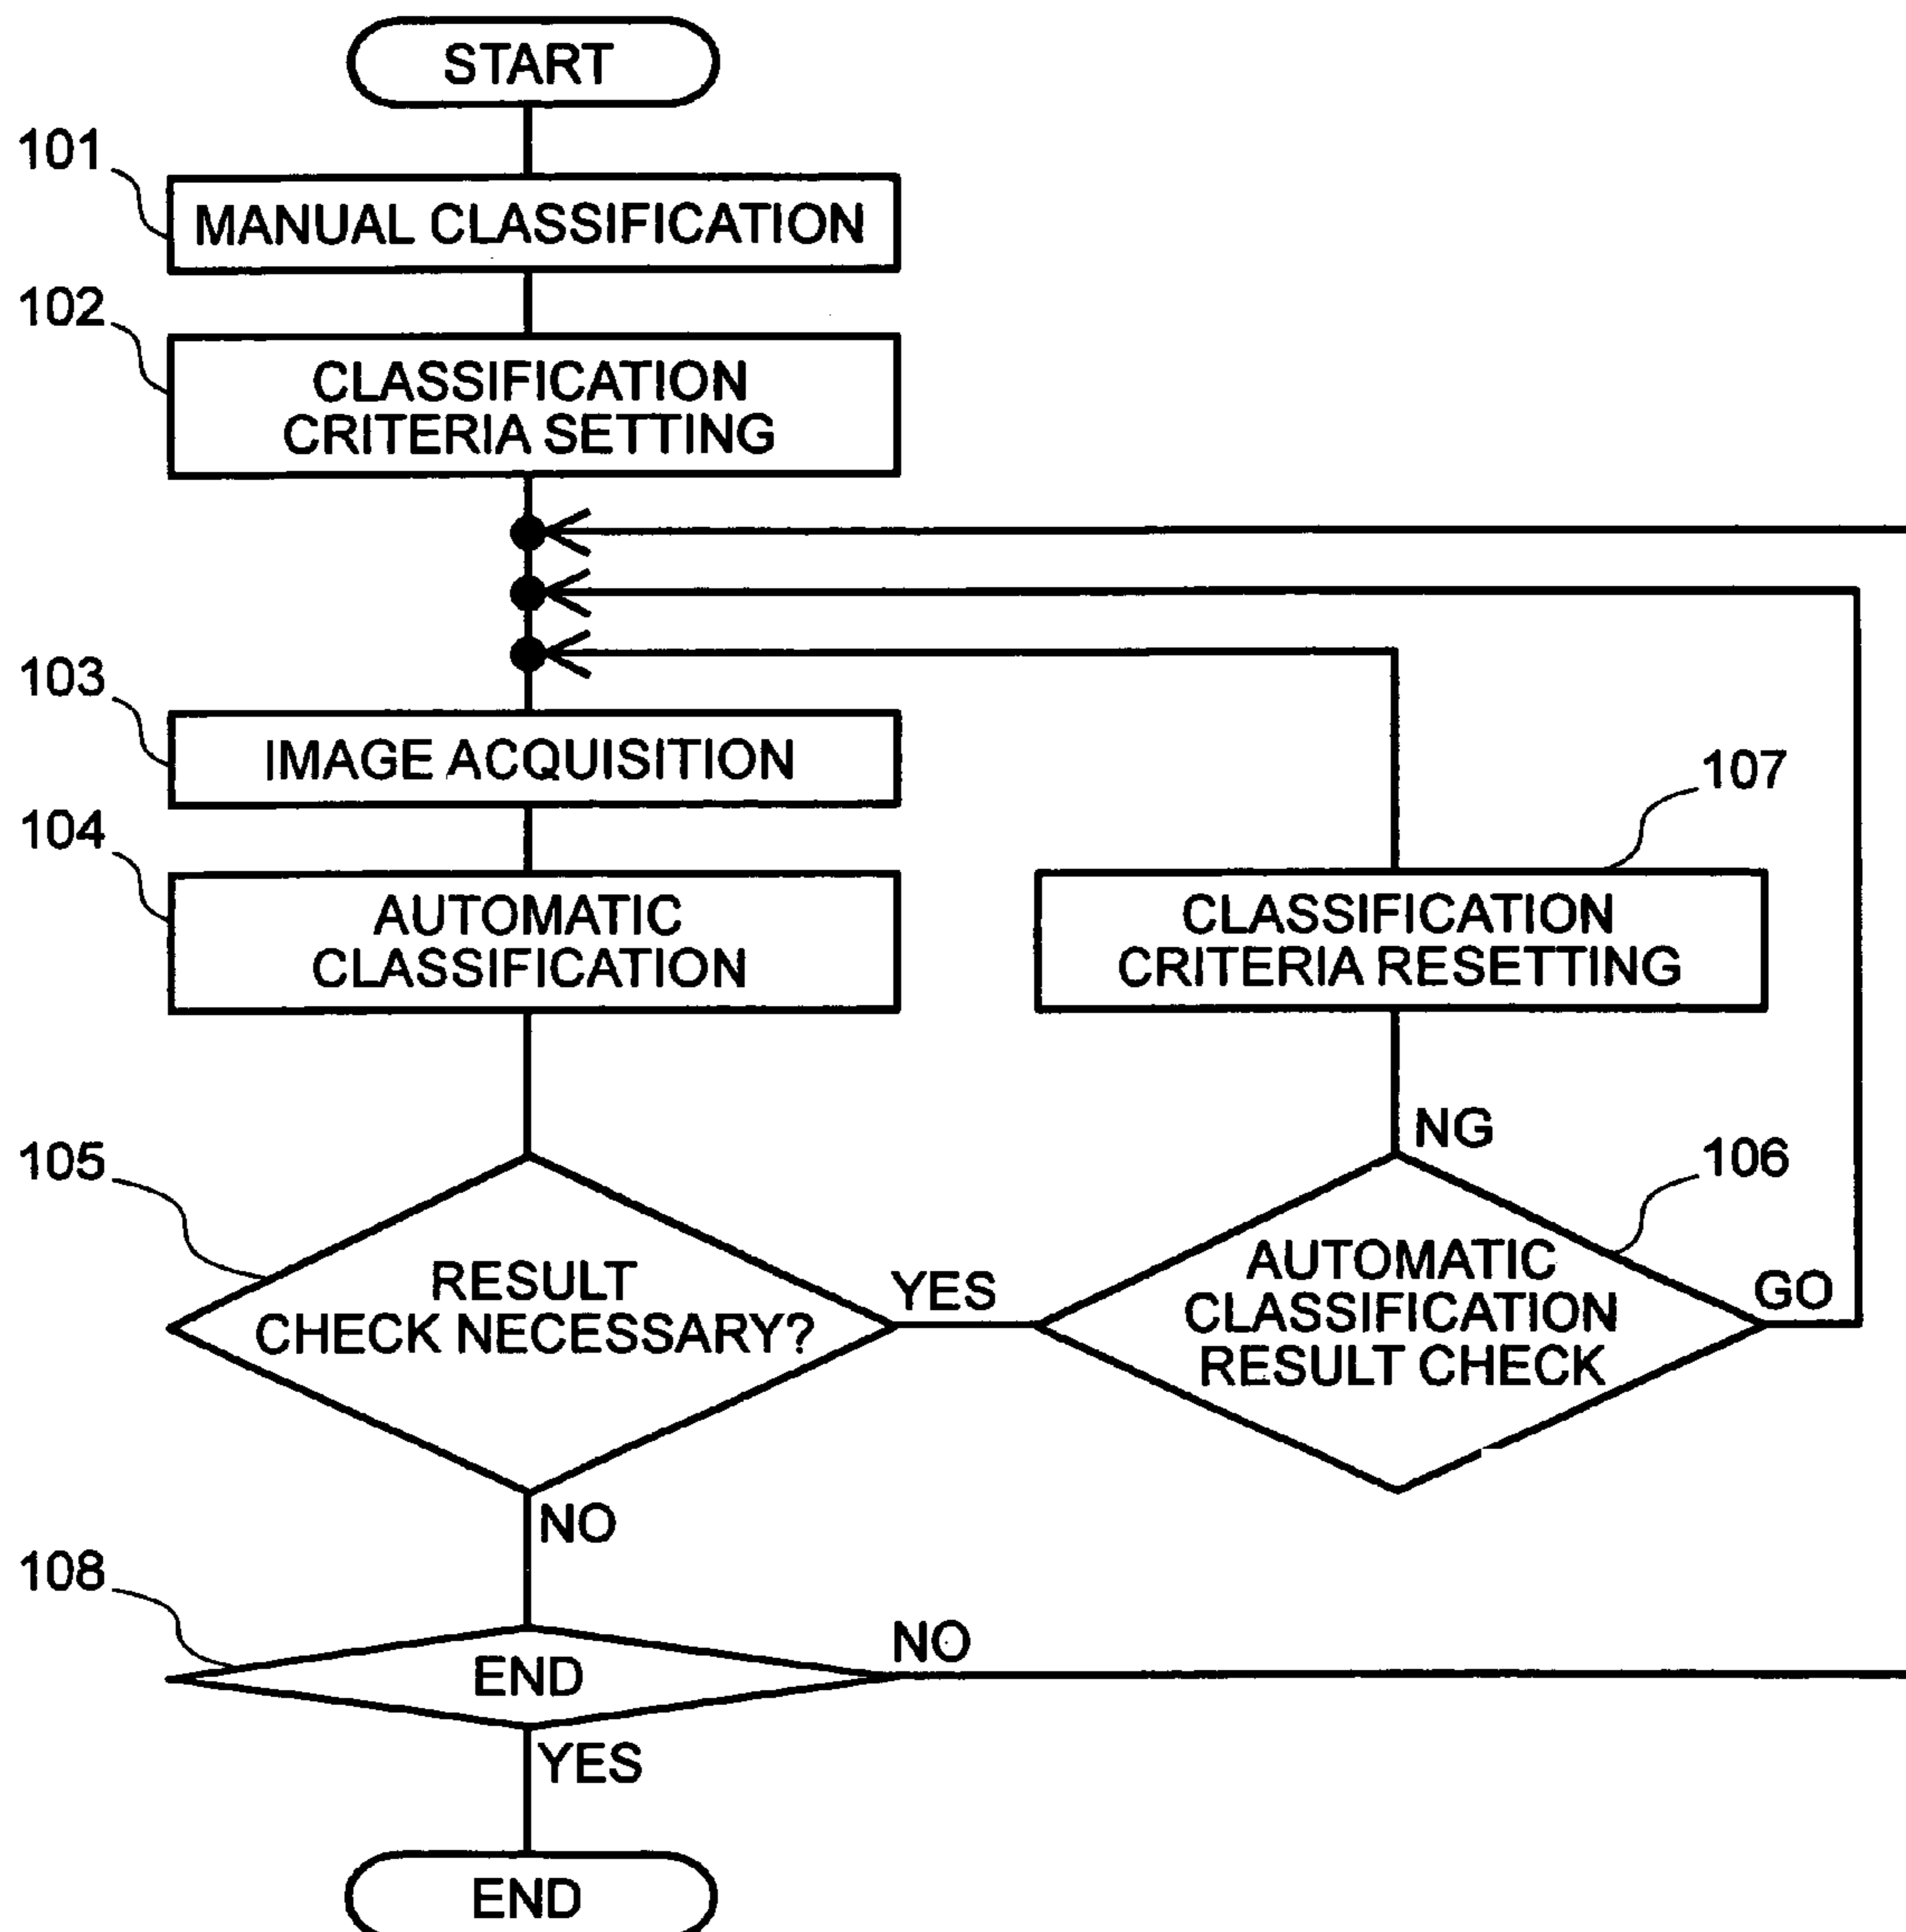 START
101
MANUAL CLASSIFICATION
102
CLASSIFICATION
CRITERIA SETTING
103
IMAGE ACQUISITION
107
104
AUTOMATIC
CLASSIFICATION
CLASSIFICATION
CRITERIA RESETTING
NG
105
106
RESULT
CHECK NECESSARY?
YES
AUTOMATIC
CLASSIFICATION
RESULT CHECK
GO
NO
108
END
NO
YES
END